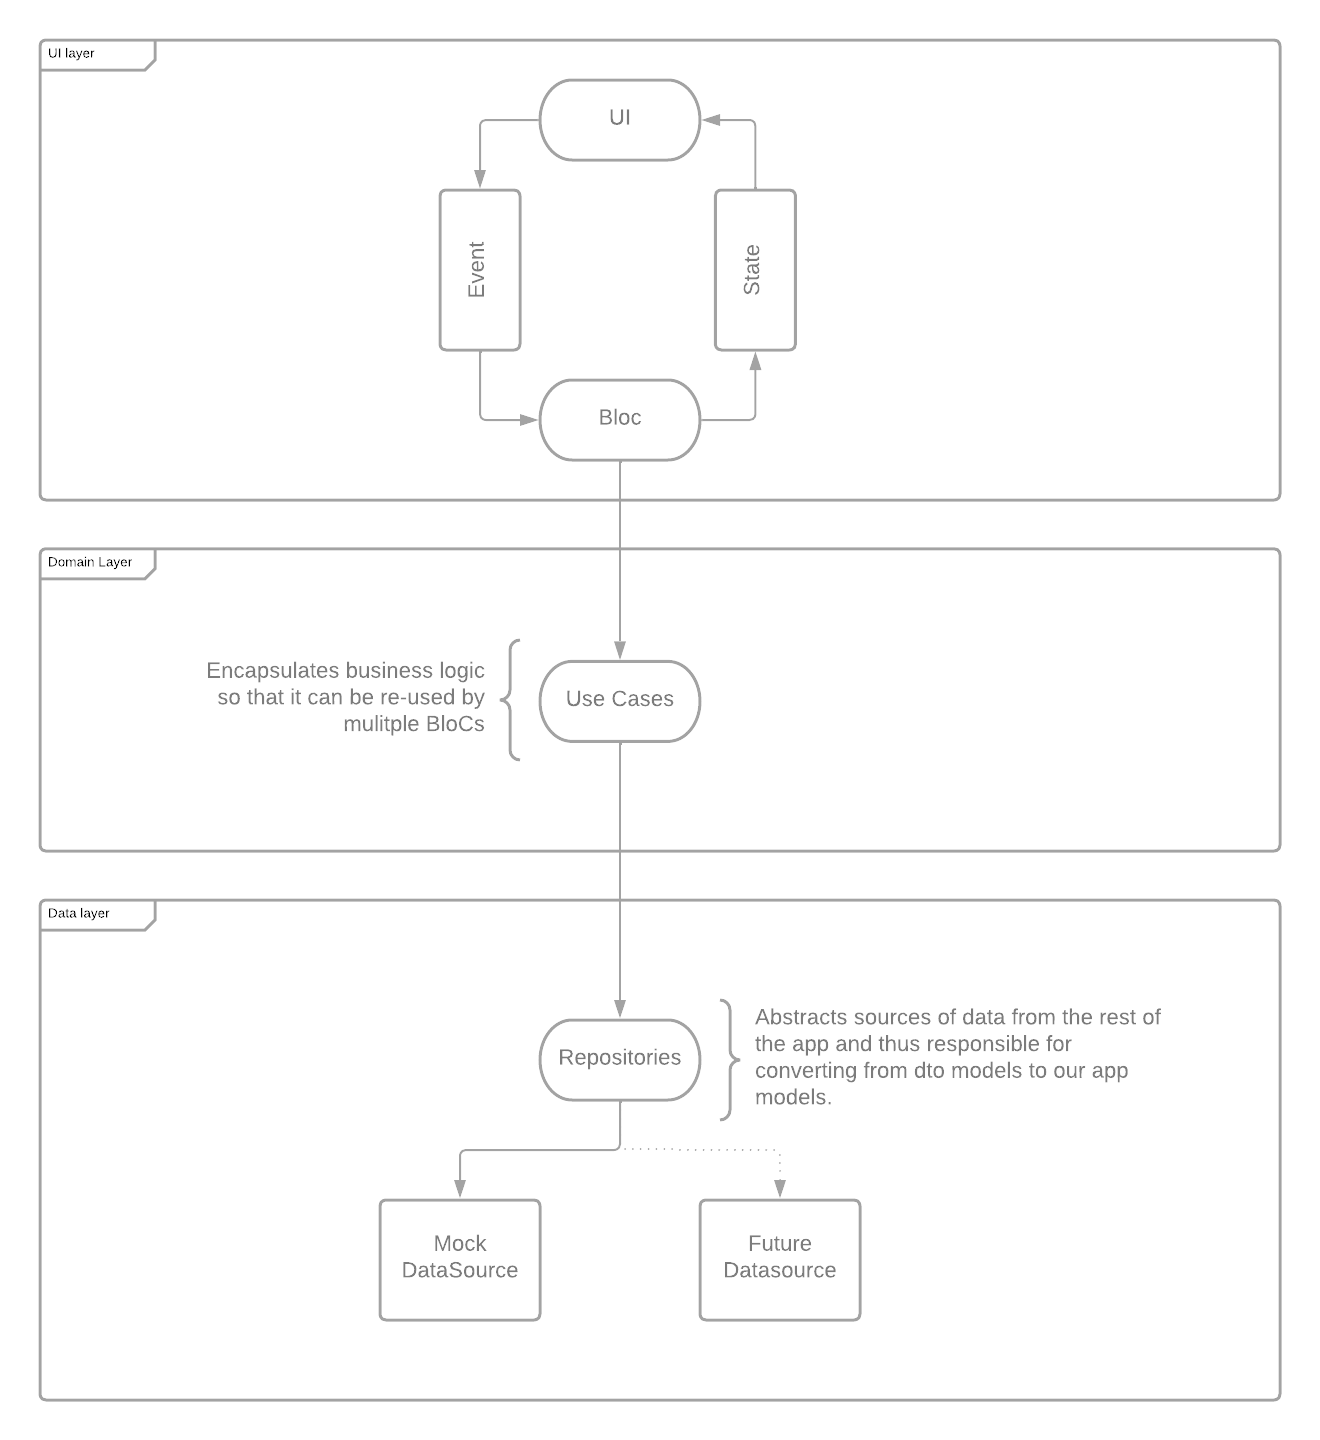 UI layer
UI
Event
State
Bloc
Domain Layer
Encapsulates business logic
so that it can be re-used by
mulitple BloCs
Use Cases
Data layer
Repositories
Abstracts sources of data from the rest of
the app and thus responsible for
converting from dto models to our app
models.
Mock
DataSource
Future
Datasource